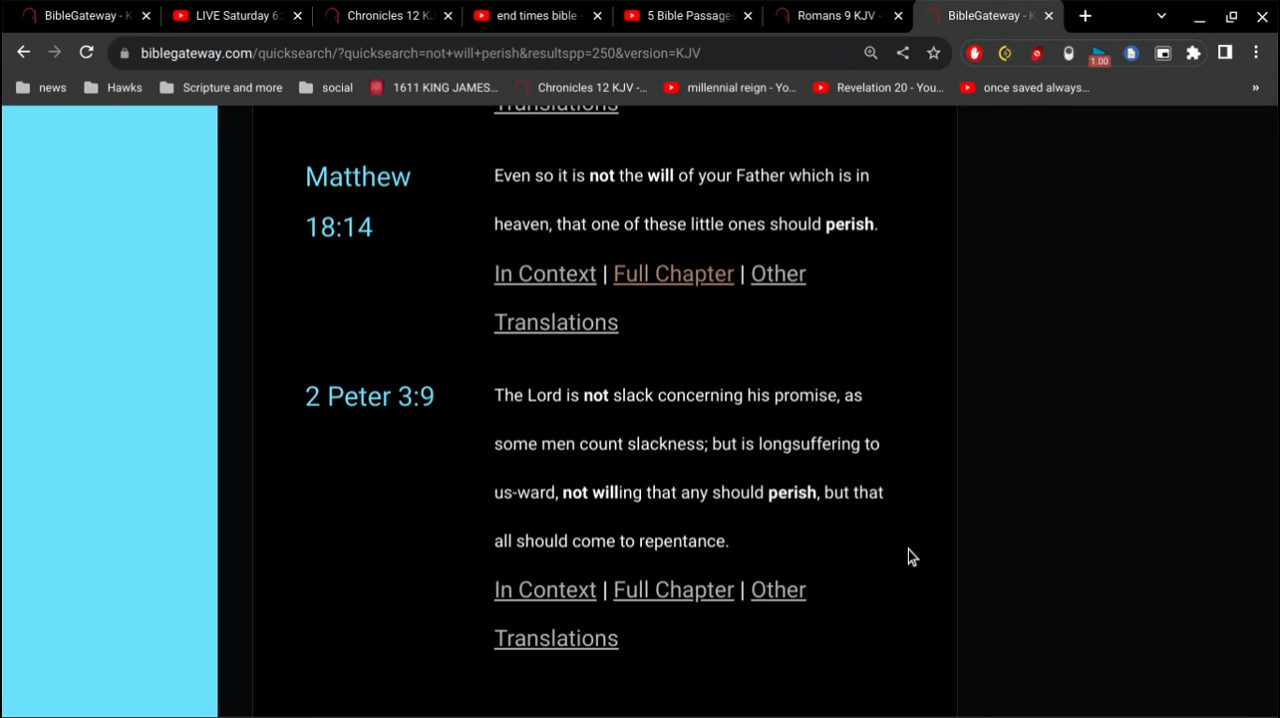 BibleGateway - K
LIVE Saturday 6:
Chronicles 12 KJ
end times bible -
5 Bible Passage
Romans 9 KJV -
BibleGateway - K
biblegateway.com/quicksearch/?quicksearch=not+will+perish&resultspp=250&version=KJV
1.00
news
Hawks
Scripture and more
social
1611 KING JAMES...
Chronicles 12 KJV -...
millennial reign - Yo...
Revelation 20 - You...
once saved always...
»
Translations
Matthew
18:14
Even so it is not the will of your Father which is in
heaven, that one of these little ones should perish.
In Context | Full Chapter | Other
Translations
2 Peter 3:9
The Lord is not slack concerning his promise, as
some men count slackness; but is longsuffering to
us-ward, not willing that any should perish, but that
all should come to repentance.
In Context | Full Chapter | Other
Translations